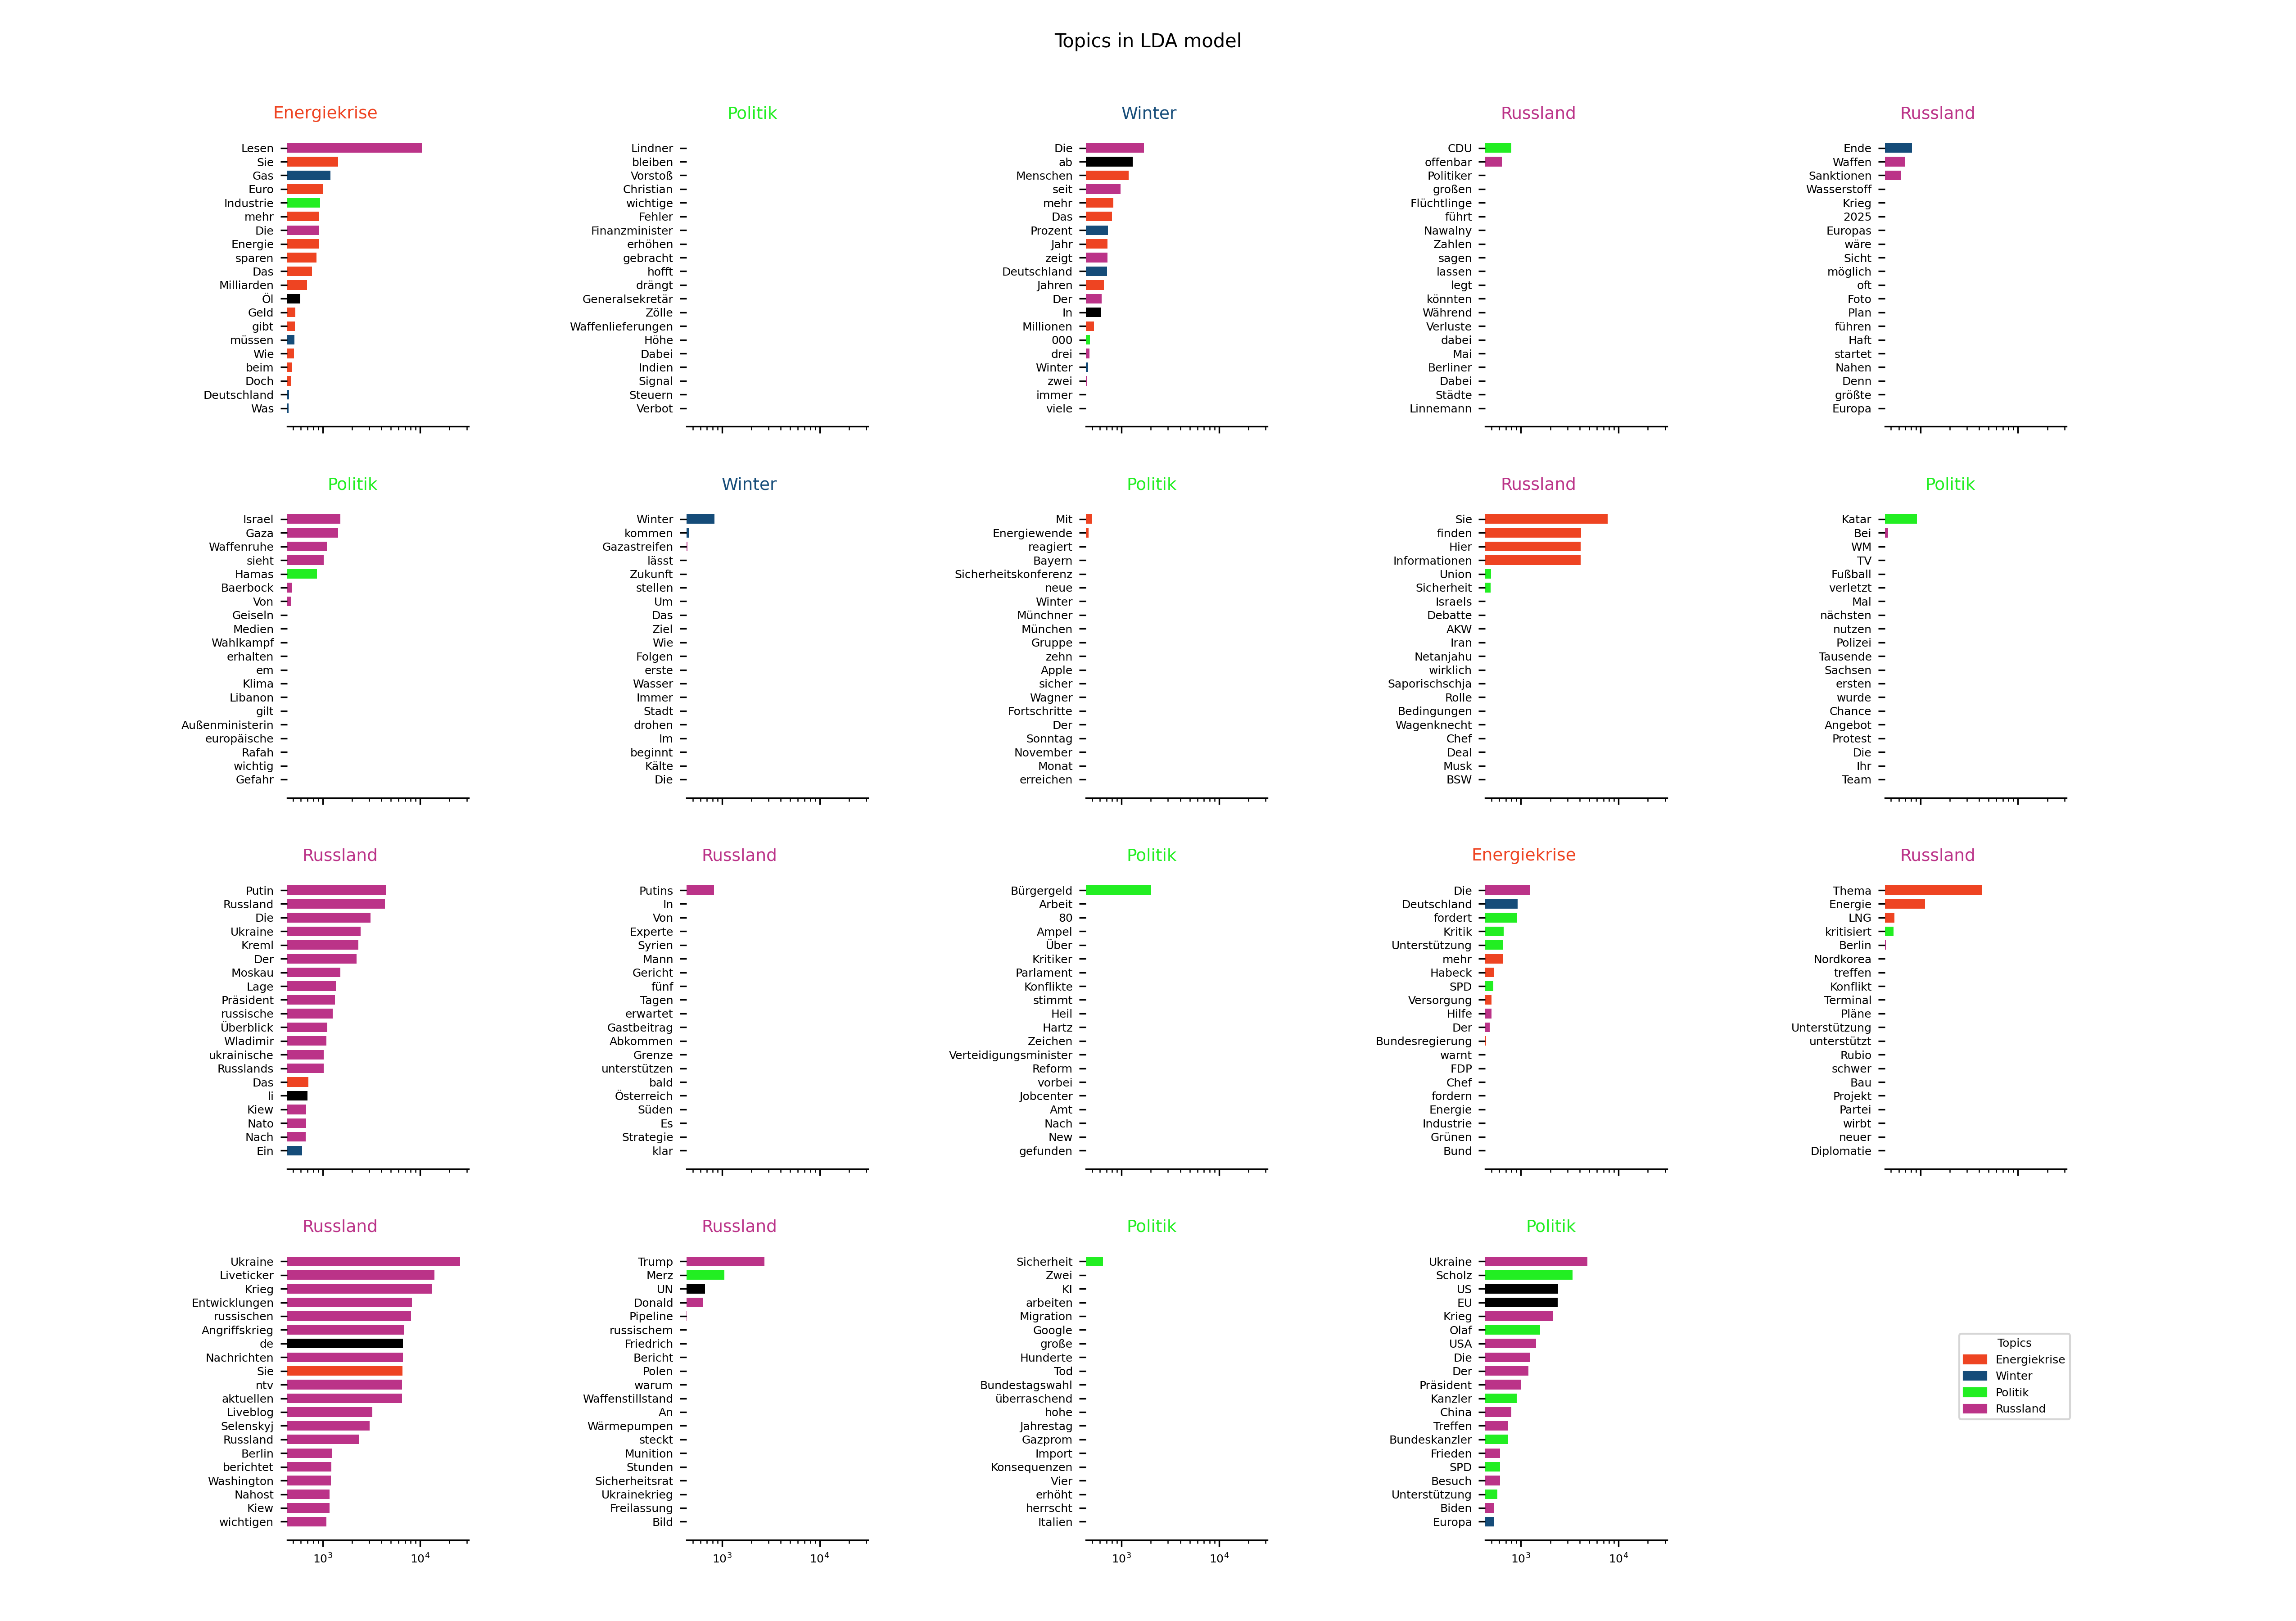 Topics in LDA model
Energiekrise
Lesen
Sie
Gas
Euro
Industrie
mehr
Die
Energie
sparen
Das
Milliarden
Öl
Geld
gibt
müssen
Wie
beim
Doch
Deutschland
Was
Politik
Lindner
bleiben
Vorstoß
Christian
wichtige
Fehler
Finanzminister
erhöhen
gebracht
hofft
drängt
Generalsekretär
Zölle
Waffenlieferungen
Höhe
Dabei
Indien
Signal
Steuern
Verbot
Winter
Die
ab
Menschen
seit
mehr
Das
Prozent
Jahr
zeigt
Deutschland
Jahren
Der
In
Millionen
000
drei
Winter
zwei
immer
viele
Russland
CDU
offenbar
Politiker
großen
Flüchtlinge
führt
Nawalny
Zahlen
sagen
lassen
legt
könnten
Während
Verluste
dabei
Mai
Berliner
Dabei
Städte
Linnemann
Russland
Ende
Waffen
Sanktionen
Wasserstoff
Krieg
2025
Europas
wäre
Sicht
möglich
oft
Foto
Plan
führen
Haft
startet
Nahen
Denn
größte
Europa
Politik
Israel
Gaza
Waffenruhe
sieht
Hamas
Baerbock
Von
Geiseln
Medien
Wahlkampf
erhalten
em
Klima
Libanon
gilt
Außenministerin
europäische
Rafah
wichtig
Gefahr
Winter
Winter
kommen
Gazastreifen
lässt
Zukunft
stellen
Um
Das
Ziel
Wie
Folgen
erste
Wasser
Immer
Stadt
drohen
Im
beginnt
Kälte
Die
Politik
Mit
Energiewende
reagiert
Bayern
Sicherheitskonferenz
neue
Winter
Münchner
München
Gruppe
zehn
Apple
sicher
Wagner
Fortschritte
Der
Sonntag
November
Monat
erreichen
Russland
Sie
finden
Hier
Informationen
Union
Sicherheit
Israels
Debatte
AKW
Iran
Netanjahu
wirklich
Saporischschja
Rolle
Bedingungen
Wagenknecht
Chef
Deal
Musk
BSW
Politik
Katar
Bei
WM
TV
Fußball
verletzt
Mal
nächsten
nutzen
Polizei
Tausende
Sachsen
ersten
wurde
Chance
Angebot
Protest
Die
Ihr
Team
Russland
Putin
Russland
Die
Ukraine
Kreml
Der
Moskau
Lage
Präsident
russische
Überblick
Wladimir
ukrainische
Russlands
Das
li
Kiew
Nato
Nach
Ein
Russland
Putins
In
Von
Experte
Syrien
Mann
Gericht
fünf
Tagen
erwartet
Gastbeitrag
Abkommen
Grenze
unterstützen
bald
Österreich
Süden
Es
Strategie
klar
Politik
Bürgergeld
Arbeit
80
Ampel
Über
Kritiker
Parlament
Konflikte
stimmt
Heil
Hartz
Zeichen
Verteidigungsminister
Reform
vorbei
Jobcenter
Amt
Nach
New
gefunden
Energiekrise
Die
Deutschland
fordert
Kritik
Unterstützung
mehr
Habeck
SPD
Versorgung
Hilfe
Der
Bundesregierung
warnt
FDP
Chef
fordern
Energie
Industrie
Grünen
Bund
Russland
Thema
Energie
LNG
kritisiert
Berlin
Nordkorea
treffen
Konflikt
Terminal
Pläne
Unterstützung
unterstützt
Rubio
schwer
Bau
Projekt
Partei
wirbt
neuer
Diplomatie
Russland
Ukraine
Liveticker
Krieg
Entwicklungen
russischen
Angriffskrieg
de
Nachrichten
Sie
ntv
aktuellen
Liveblog
Selenskyj
Russland
Berlin
berichtet
Washington
Nahost
Kiew
wichtigen
10³ 10⁴
Russland
Trump
Merz
UN
Donald
Pipeline
russischem
Friedrich
Bericht
Polen
warum
Waffenstillstand
An
Wärmepumpen
steckt
Munition
Stunden
Sicherheitsrat
Ukrainekrieg
Freilassung
Bild
10³ 10⁴
Politik
Sicherheit
Zwei
KI
arbeiten
Migration
Google
große
Hunderte
Tod
Bundestagswahl
überraschend
hohe
Jahrestag
Gazprom
Import
Konsequenzen
Vier
erhöht
herrscht
Italien
10³ 10⁴
Politik
Ukraine
Scholz
US
EU
Krieg
Olaf
USA
Die
Der
Präsident
Kanzler
China
Treffen
Bundeskanzler
Frieden
SPD
Besuch
Unterstützung
Biden
Europa
10³ 10⁴
Topics
Energiekrise
Winter
Politik
Russland